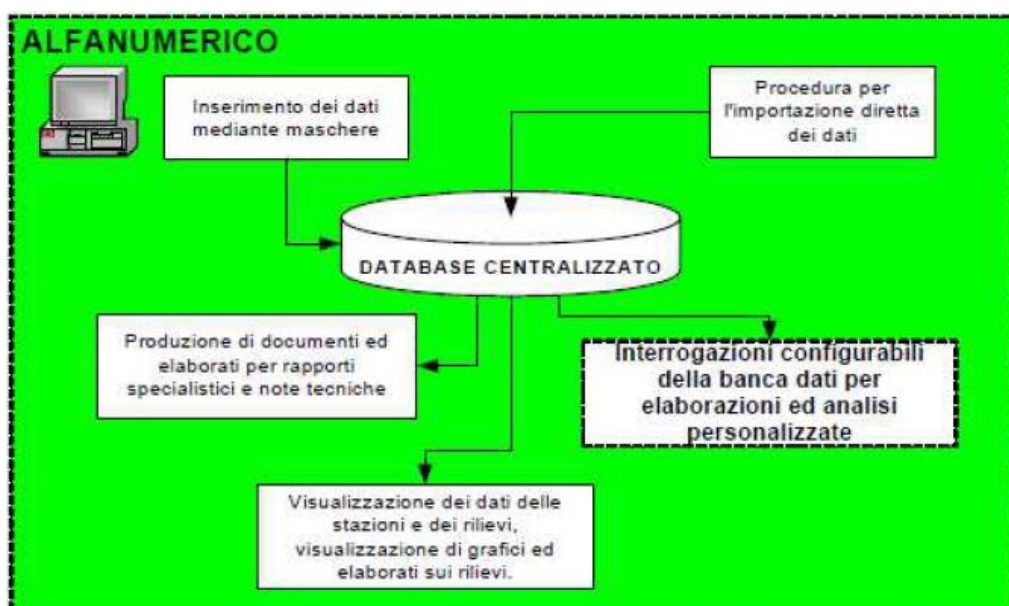 ALFANUMERICO
Inserimento dei dati
mediante maschere
Procedura per
l'importazione diretta
dei dati
DATABASE CENTRALIZZATO
Produzione di documenti ed
elaborati per rapporti
specialistici e note tecniche
Interrogazioni configurabili
della banca dati per
elaborazioni ed analisi
personalizzate
Visualizzazione dei dati delle
stazioni e dei rilievi,
visualizzazione di grafici ed
elaborati sui rilievi.